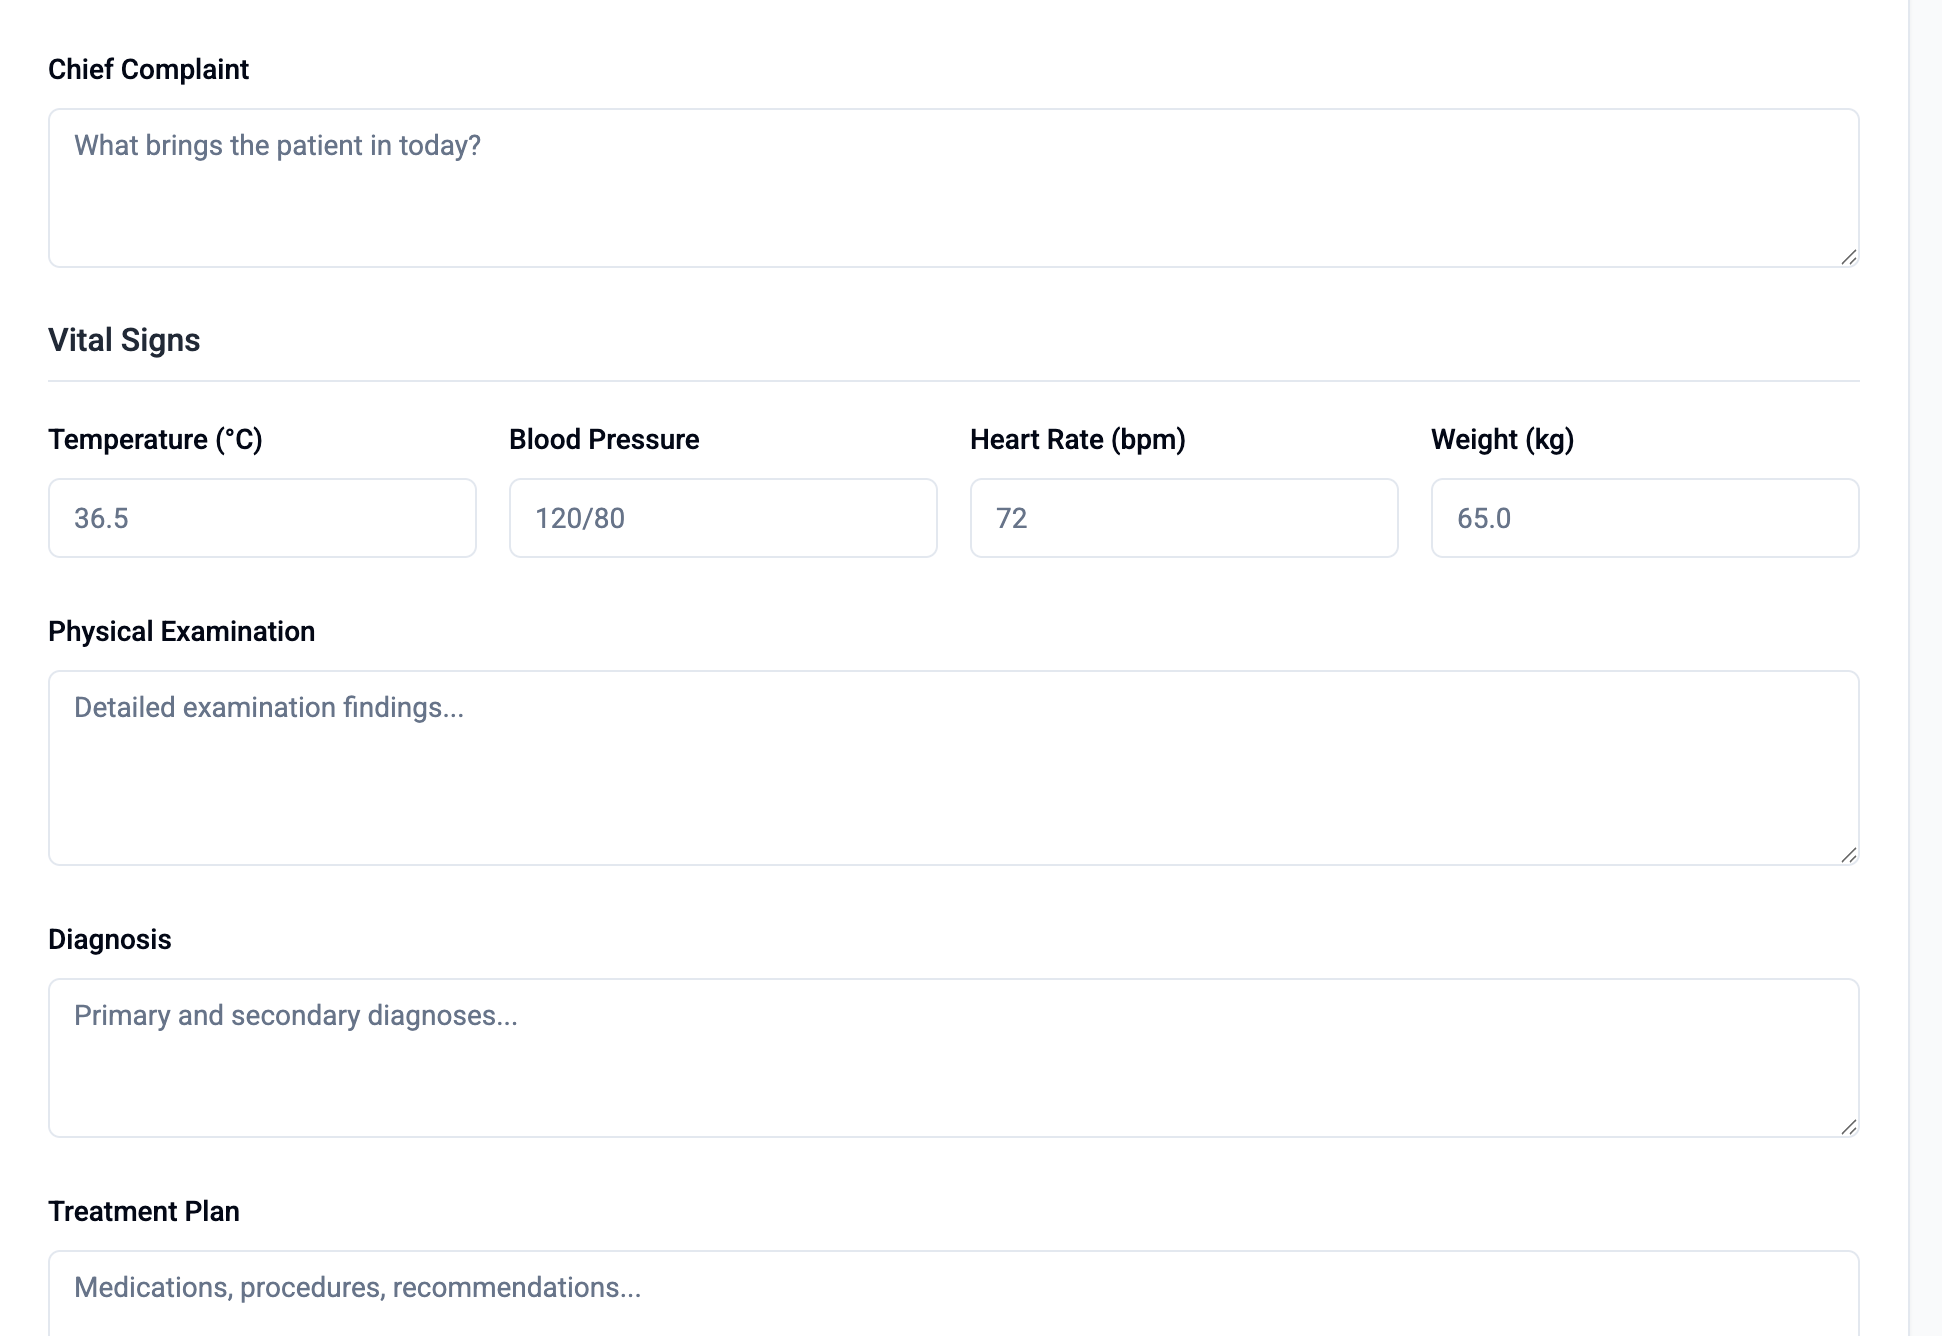 Chief Complaint
What brings the patient in today?
Vital Signs
Temperature (°C)
Blood Pressure
Heart Rate (bpm)
Weight (kg)
36.5
120/80
72
65.0
Physical Examination
Detailed examination findings...
Diagnosis
Primary and secondary diagnoses...
Treatment Plan
Medications, procedures, recommendations...